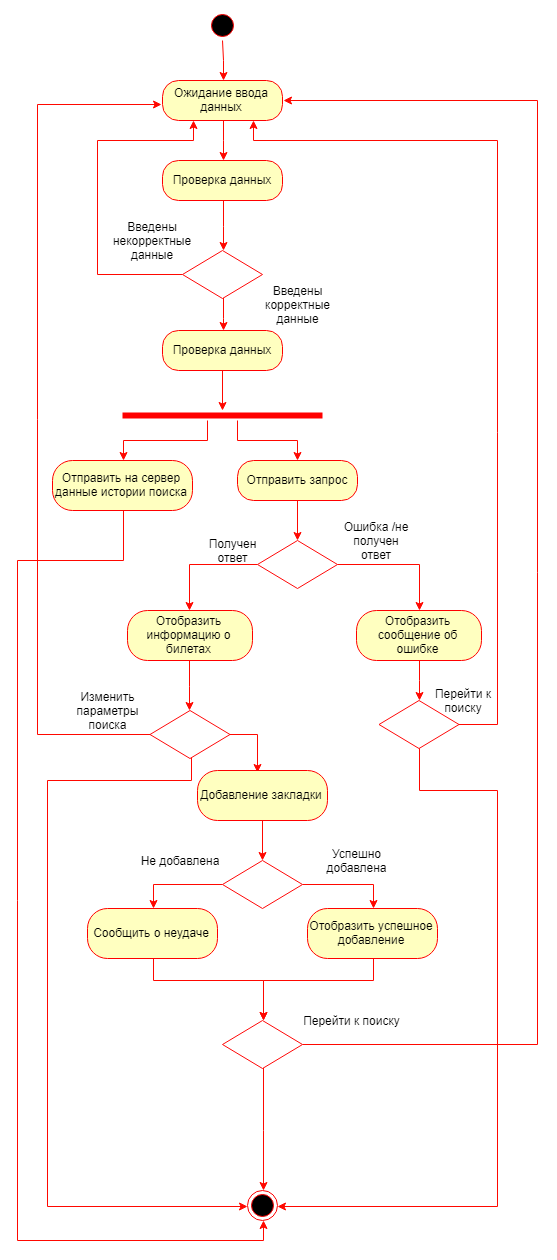 Ожидание ввода
данных
Проверка данных
Введены
некорректные
данные
Введены
корректные
данные
Проверка данных
Отправить на сервер
данные истории поиска
Отправить запрос
Получен
ответ
Ошибка /не
получен
ответ
Отобразить
информацию о
билетах
Отобразить
сообщение об
ошибке
Изменить
параметры
поиска
Перейти к
поиску
Добавление закладки
Не добавлена
Успешно
добавлена
Сообщить о неудаче
Отобразить успешное
добавление
Перейти к поиску